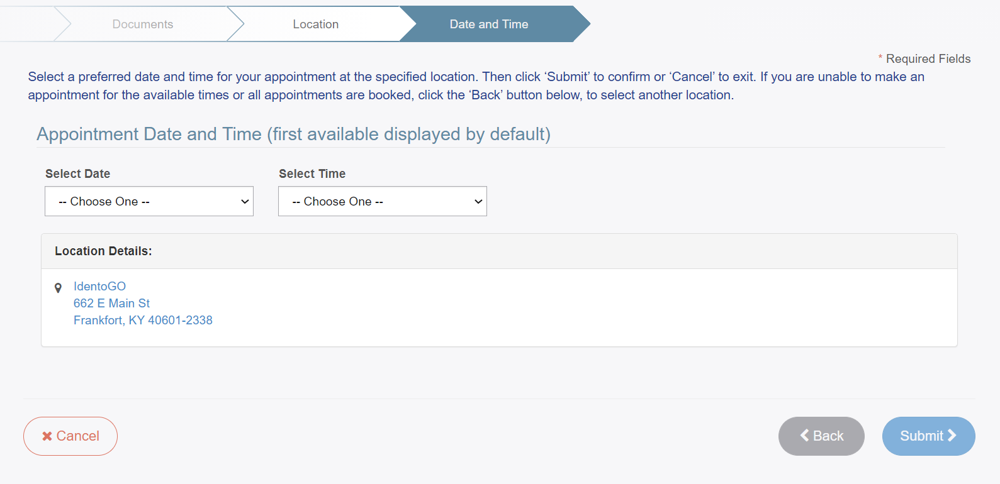 Documents
Location
Date and Time
* Required Fields
Select a preferred date and time for your appointment at the specified location. Then click ‘Submit’ to confirm or ‘Cancel’ to exit. If you are unable to make an
appointment for the available times or all appointments are booked, click the ‘Back’ button below, to select another location.
Appointment Date and Time (first available displayed by default)
Select Date
Select Time
-- Choose One --
-- Choose One --
Location Details:
IdentoGO
662 E Main St
Frankfort, KY 40601-2338
Cancel
Back
Submit